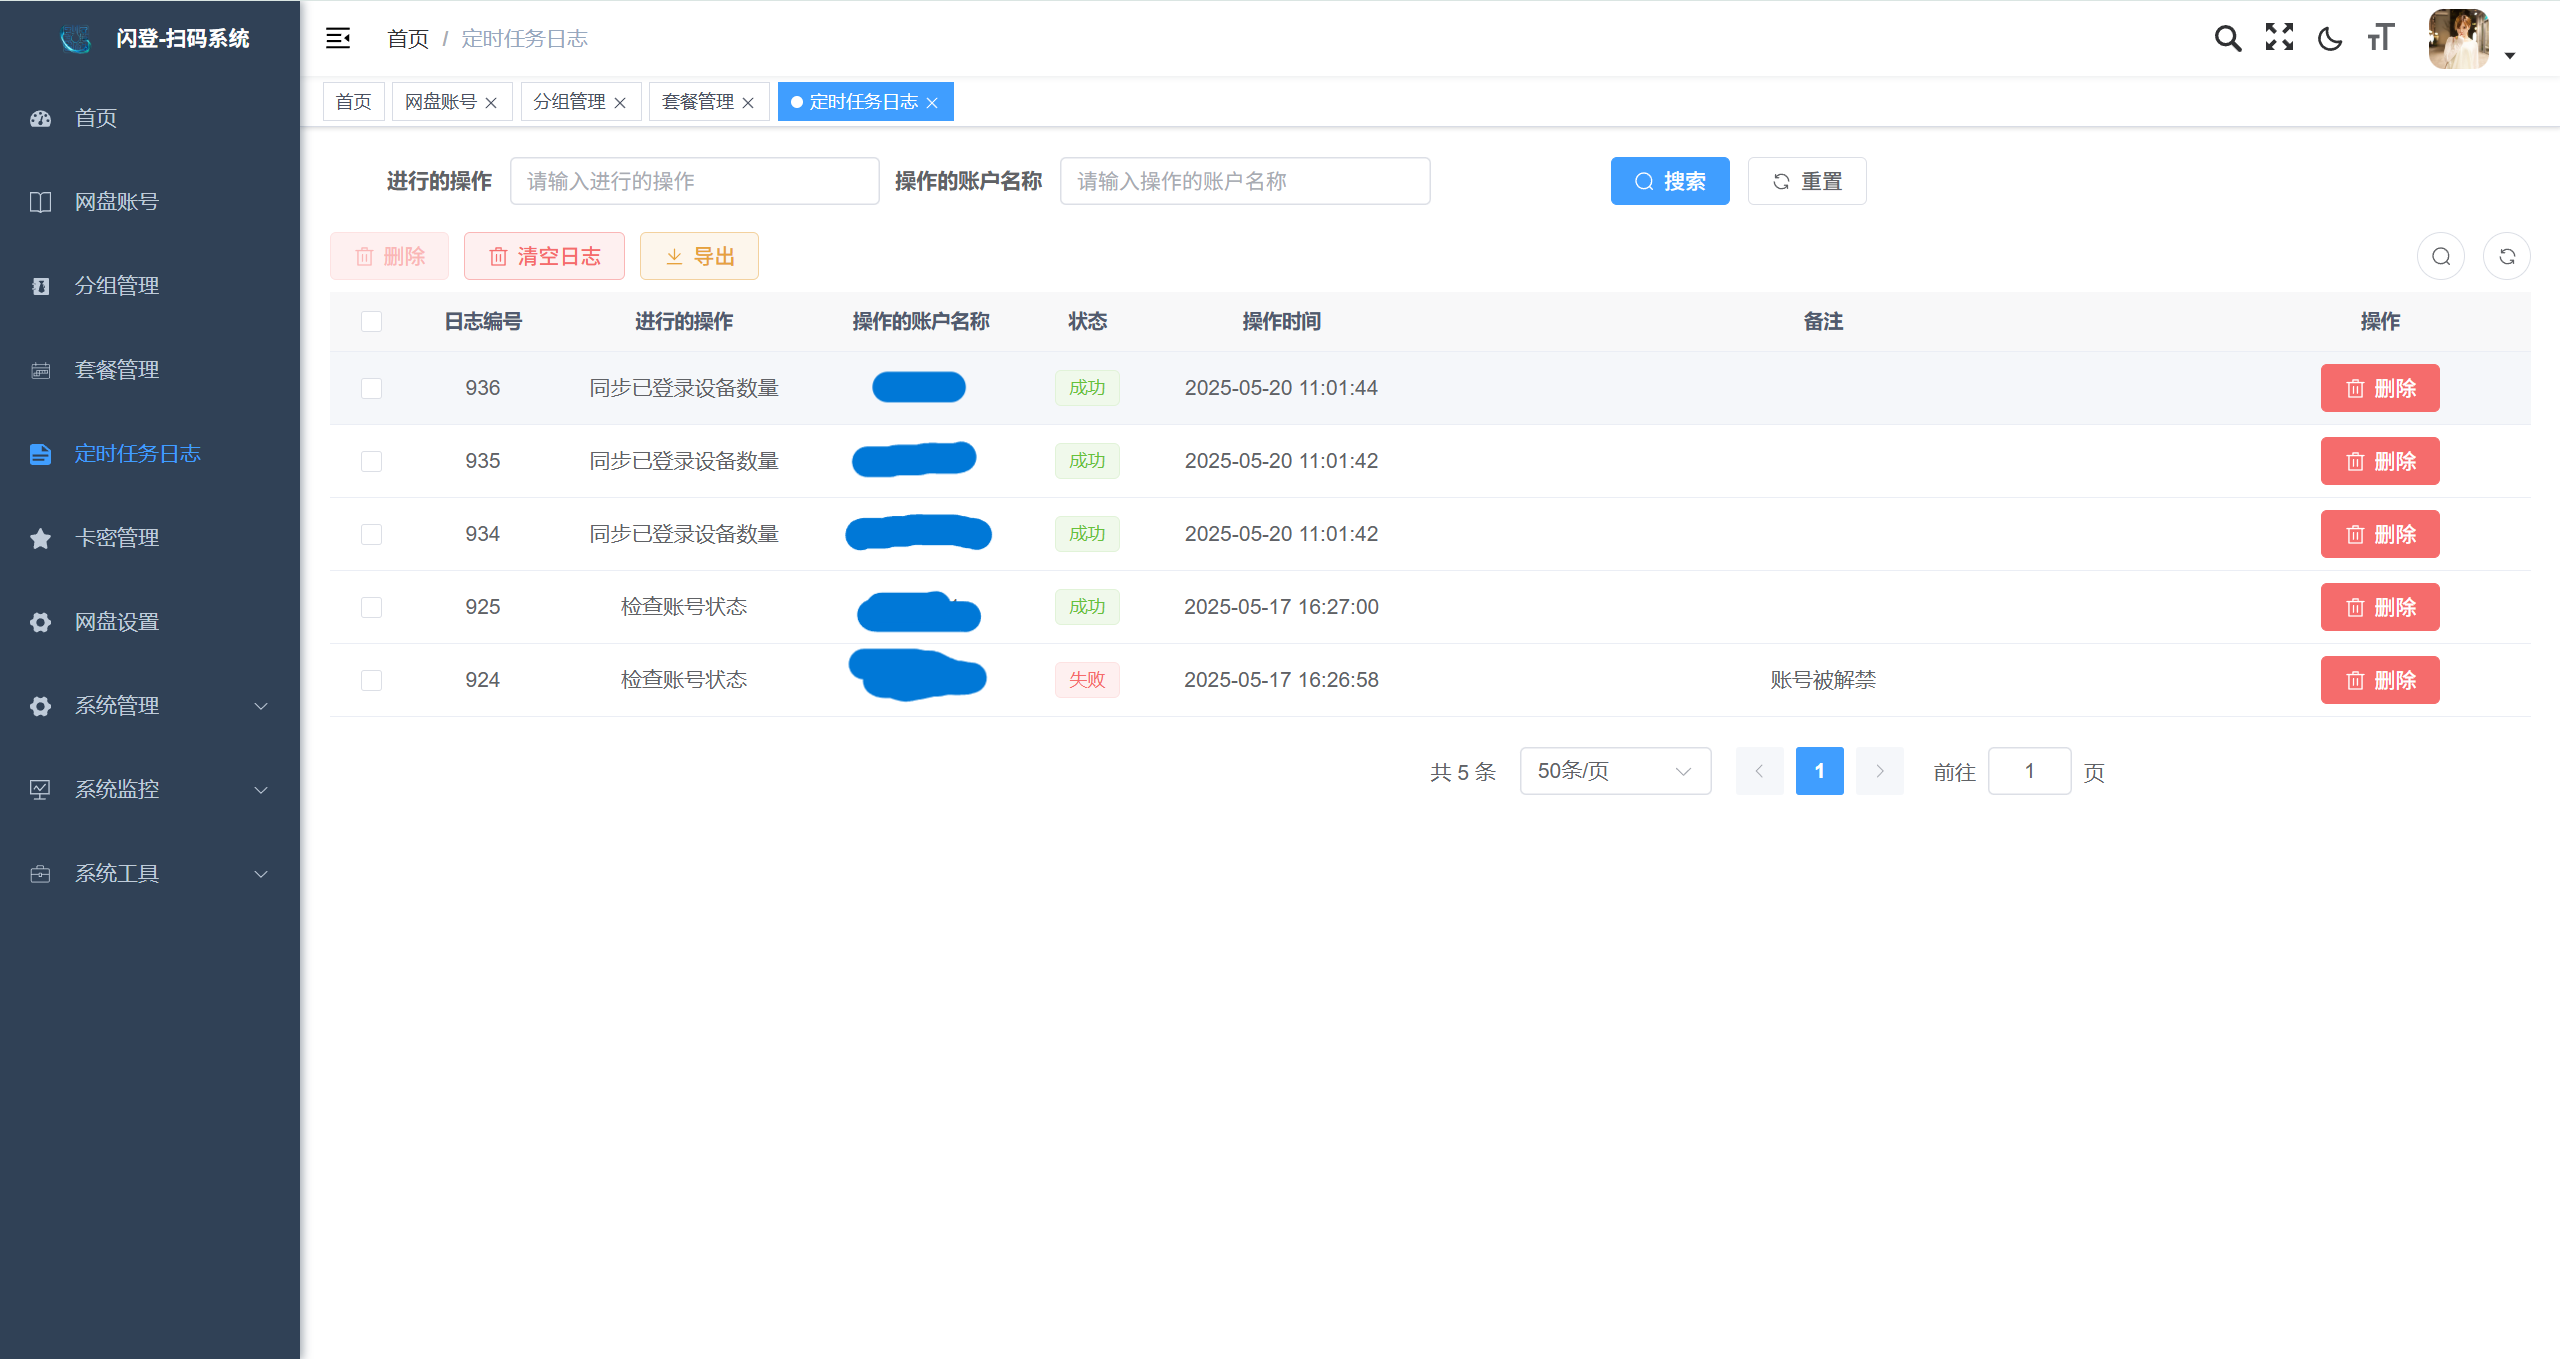 闪登-扫码系统
首页 / 定时任务日志
首页
网盘账号
分组管理
套餐管理
定时任务日志
首页
网盘账号
分组管理
套餐管理
定时任务日志
卡密管理
网盘设置
系统管理
系统监控
系统工具
进行的操作 请输入进行的操作 操作的账户名称 请输入操作的账户名称 搜索 重置
删除 清空日志 导出
日志编号 进行的操作 操作的账户名称 状态 操作时间 备注 操作
936 同步已登录设备数量 成功 2025-05-20 11:01:44 删除
935 同步已登录设备数量 成功 2025-05-20 11:01:42 删除
934 同步已登录设备数量 成功 2025-05-20 11:01:42 删除
925 检查账号状态 成功 2025-05-17 16:27:00 删除
924 检查账号状态 失败 2025-05-17 16:26:58 账号被解禁 删除
共 5 条 50条/页 1 前往 1 页